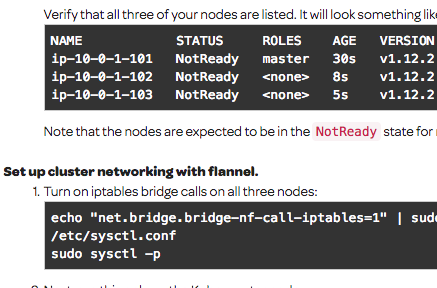 Verify that all three of your nodes are listed. It will look something like
NAME STATUS ROLES AGE VERSION
ip-10-0-1-101 NotReady master 30s v1.12.2
ip-10-0-1-102 NotReady <none> 8s v1.12.2
ip-10-0-1-103 NotReady <none> 5s v1.12.2
Note that the nodes are expected to be in the NotReady state for
Set up cluster networking with flannel.
1. Turn on iptables bridge calls on all three nodes:
echo "net.bridge.bridge-nf-call-iptables=1" | sudo
/etc/sysctl.conf
sudo sysctl -p